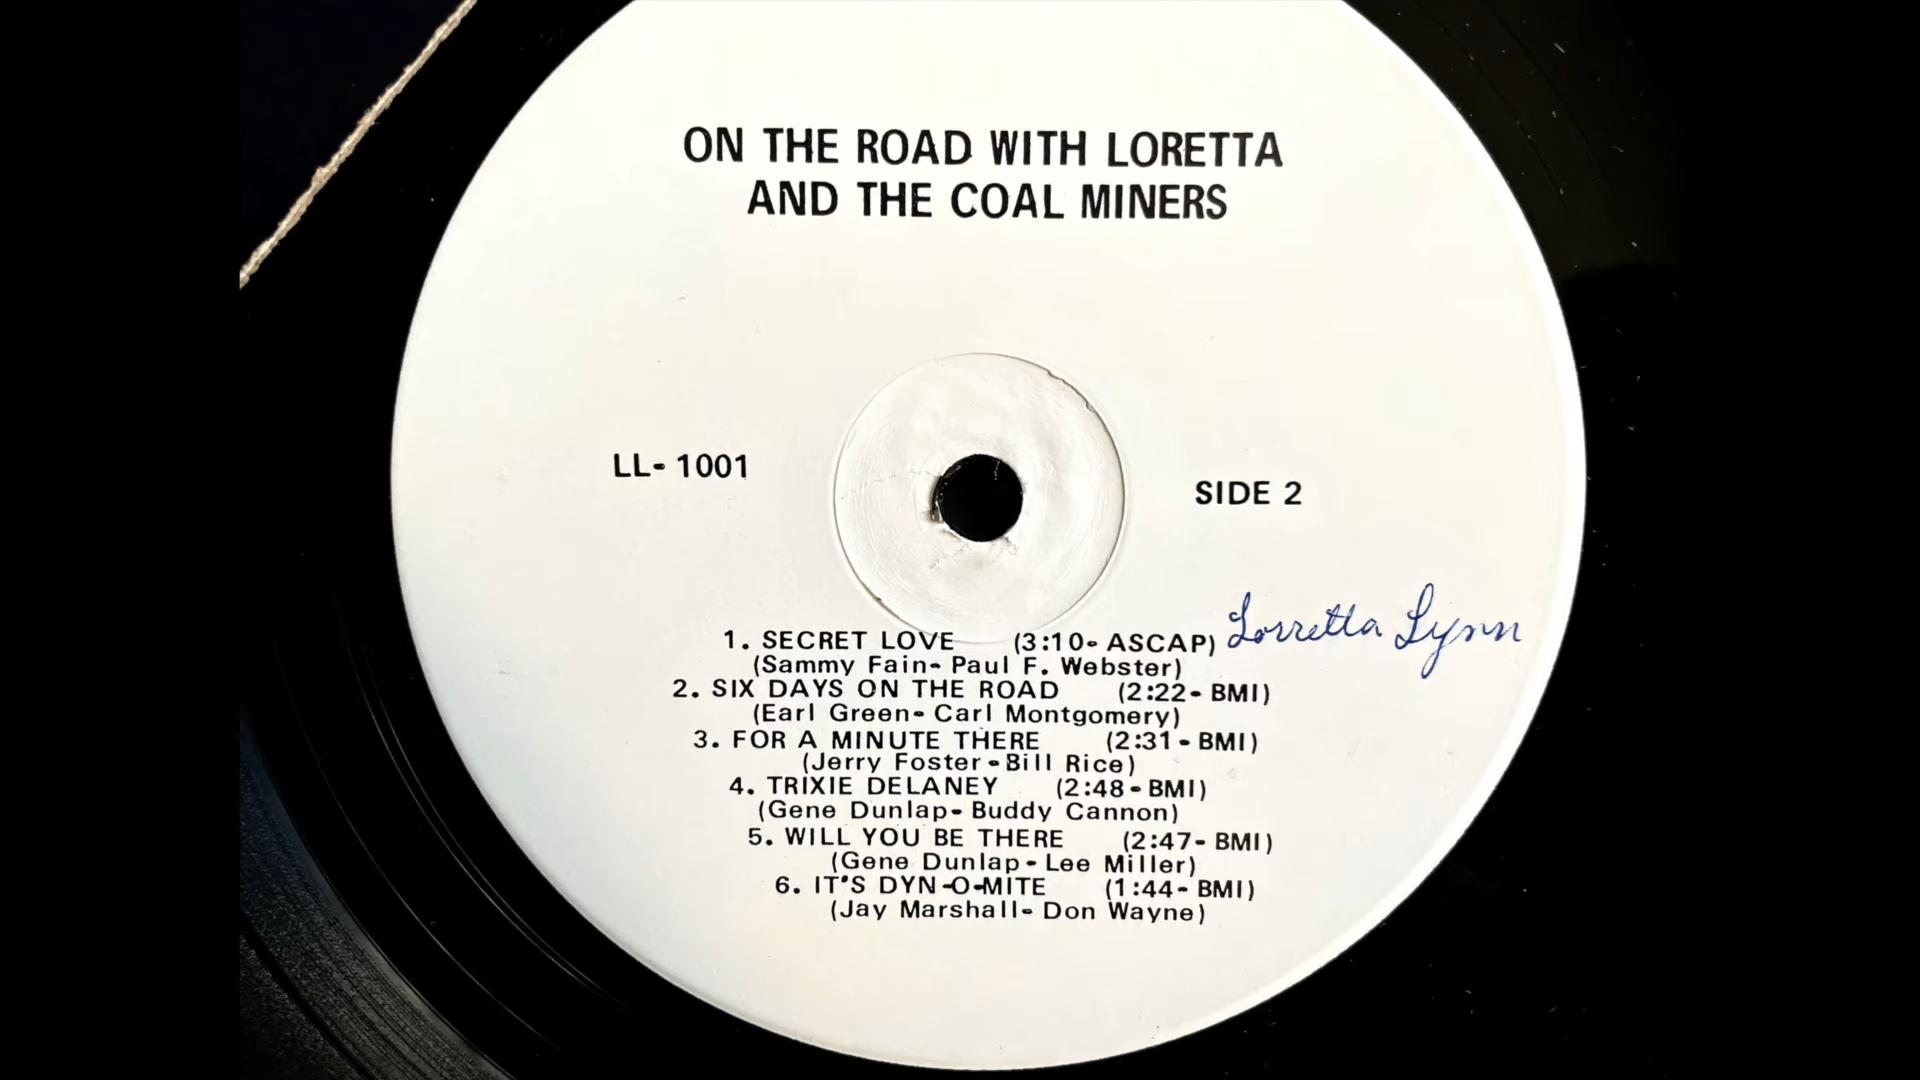 ON THE ROAD WITH LORETTA
AND THE COAL MINERS
LL- 1001
SIDE 2
Lorretta Lynn
1. SECRET LOVE (3:10- ASCAP)
(Sammy Fain- Paul F. Webster)
2. SIX DAYS ON THE ROAD (2:22- BMI)
(Earl Green- Carl Montgomery)
3. FOR A MINUTE THERE (2:31- BMI)
(Jerry Foster-Bill Rice)
4. TRIXIE DELANEY (2:48- BMI)
(Gene Dunlap- Buddy Cannon)
5. WILL YOU BE THERE (2:47- BMI)
(Gene Dunlap-Lee Miller)
6. IT'S DYN-O-MITE (1:44- BMI)
(Jay Marshall- Don Wayne)